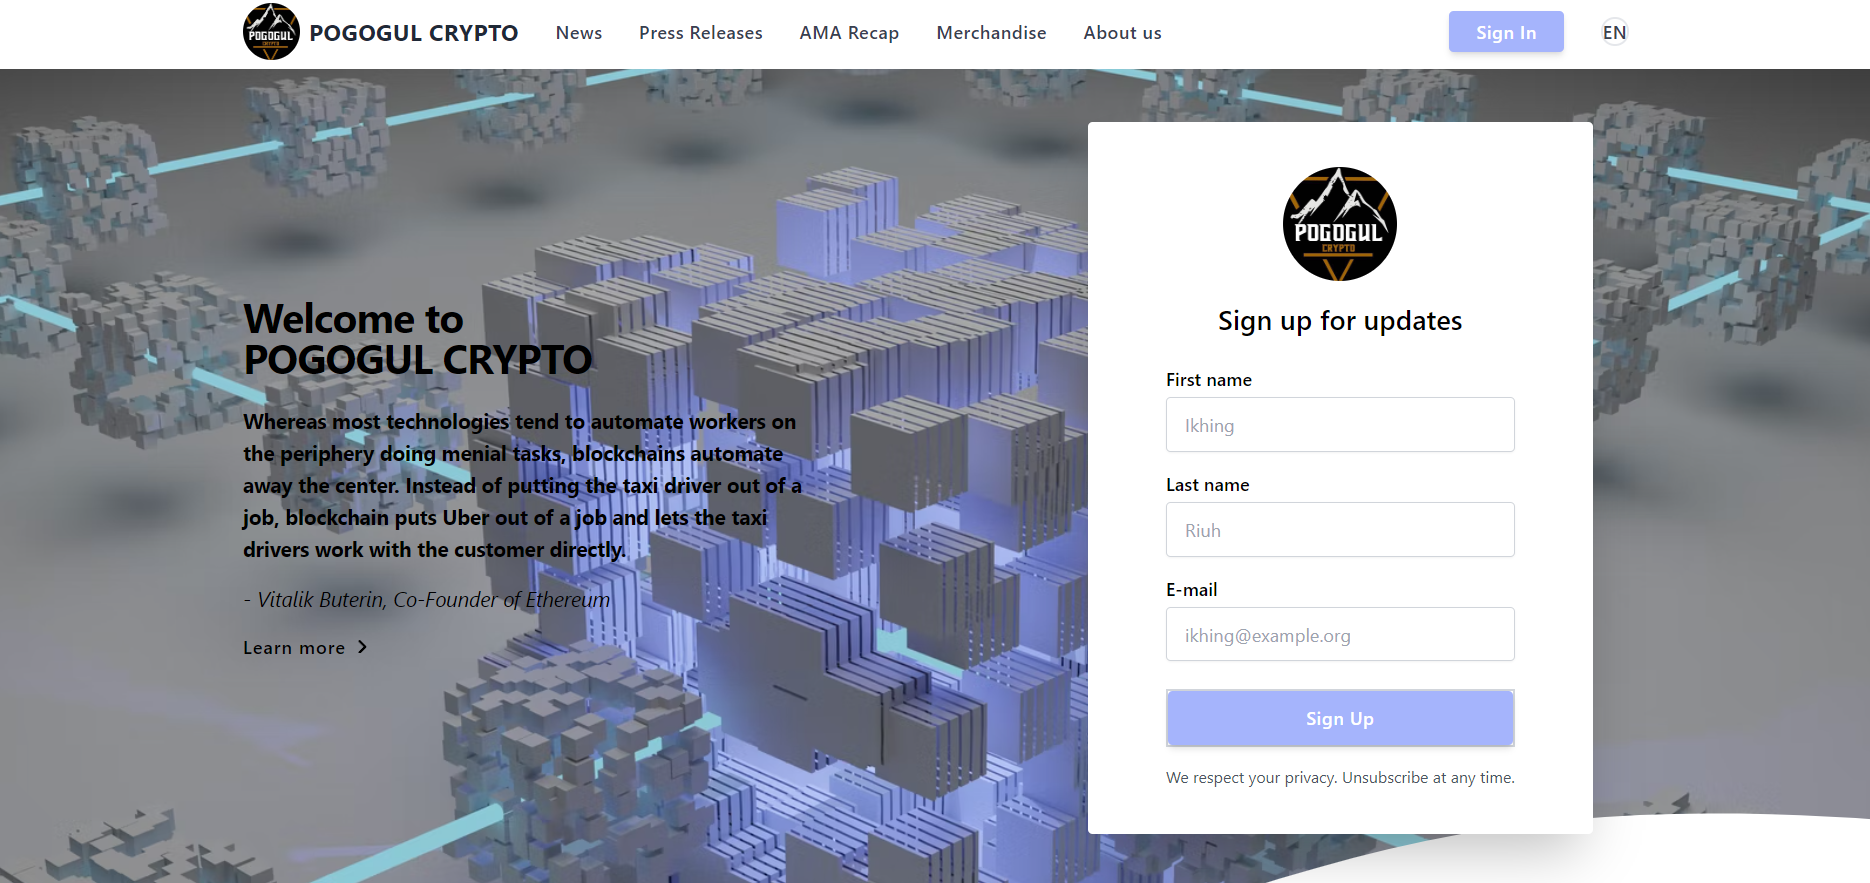 POGOGUL CRYPTO
POGOGUL CRYPTO
News
Press Releases
AMA Recap
Merchandise
About us
Sign In
EN
Welcome to
POGOGUL CRYPTO
Whereas most technologies tend to automate workers on
the periphery doing menial tasks, blockchains automate
away the center. Instead of putting the taxi driver out of a
job, blockchain puts Uber out of a job and lets the taxi
drivers work with the customer directly.
- Vitalik Buterin, Co-Founder of Ethereum
Learn more
POGOGUL
CRYPTO
Sign up for updates
First name
Ikhing
Last name
Riuh
E-mail
ikhing@example.org
Sign Up
We respect your privacy. Unsubscribe at any time.